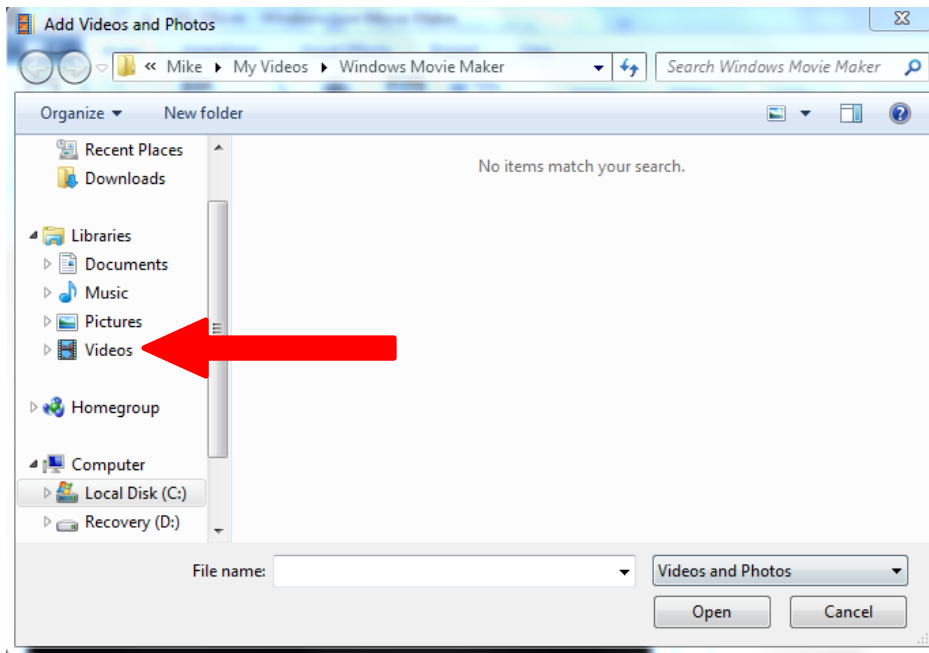 Add Videos and Photos
« Mike ▸ My Videos ▸ Windows Movie Maker
Search Windows Movie Maker
Organize New folder
Recent Places
Downloads
Libraries
Documents
Music
Pictures
Videos
Homegroup
Computer
Local Disk (C:)
Recovery (D:)
No items match your search.
File name:
Videos and Photos
Open Cancel